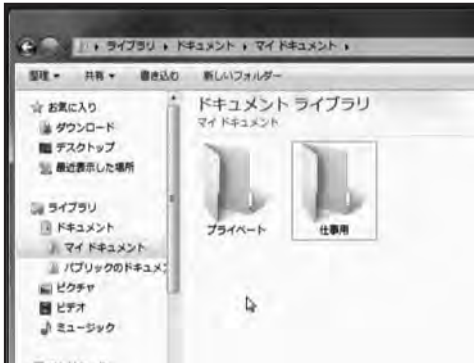 ライブラリ ▸ ドキュメント ▸ マイ ドキュメント ▸
整理 共有 書き込む 新しいフォルダー
お気に入り
ダウンロード
デスクトップ
最近表示した場所
ライブラリ
ドキュメント
マイ ドキュメント
パブリックのドキュメ
ピクチャ
ビデオ
ミュージック
ドキュメント ライブラリ
マイ ドキュメント
プライベート
仕事用